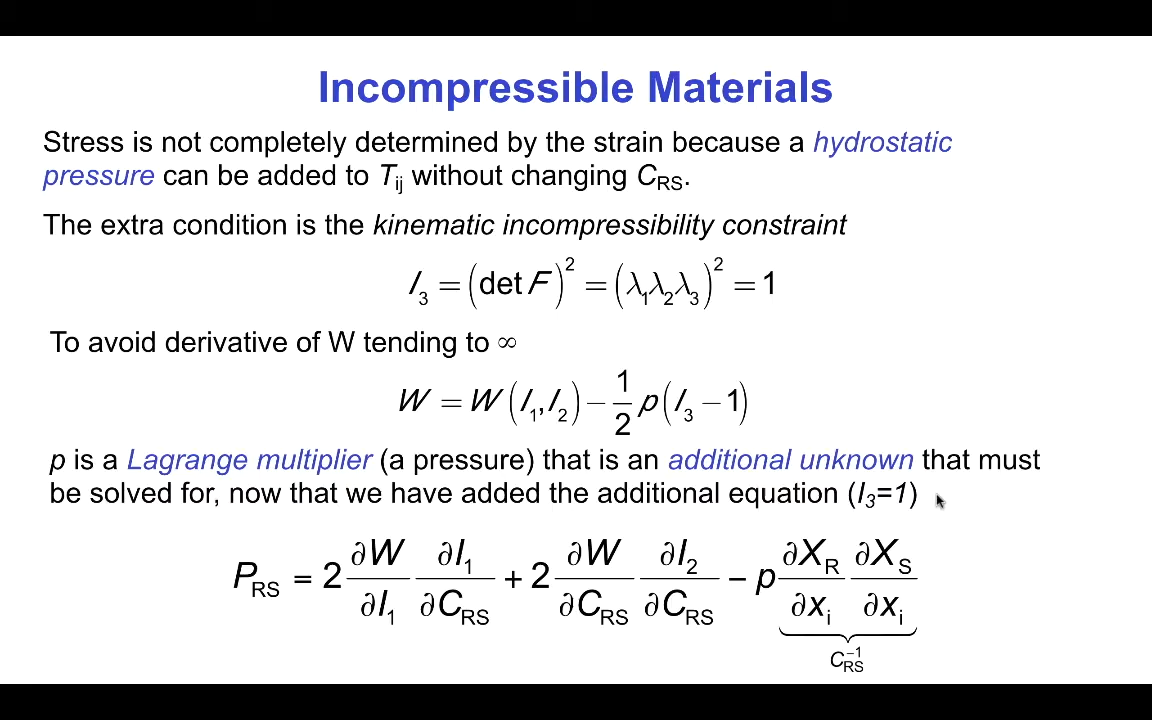 Incompressible Materials
Stress is not completely determined by the strain because a hydrostatic
pressure can be added to T_ij without changing C_RS.
The extra condition is the kinematic incompressibility constraint
I_3 = (det F)^2 = (λ_1λ_2λ_3)^2 = 1
To avoid derivative of W tending to ∞
W = W(I_1,I_2) − 1/2 p(I_3 − 1)
p is a Lagrange multiplier (a pressure) that is an additional unknown that must
be solved for, now that we have added the additional equation (I_3=1)
P_RS = 2 ∂W/∂I_1 ∂I_1/∂C_RS + 2 ∂W/∂C_RS ∂I_2/∂C_RS − p ∂X_R/∂x_i ∂X_S/∂x_i
C_RS^−1